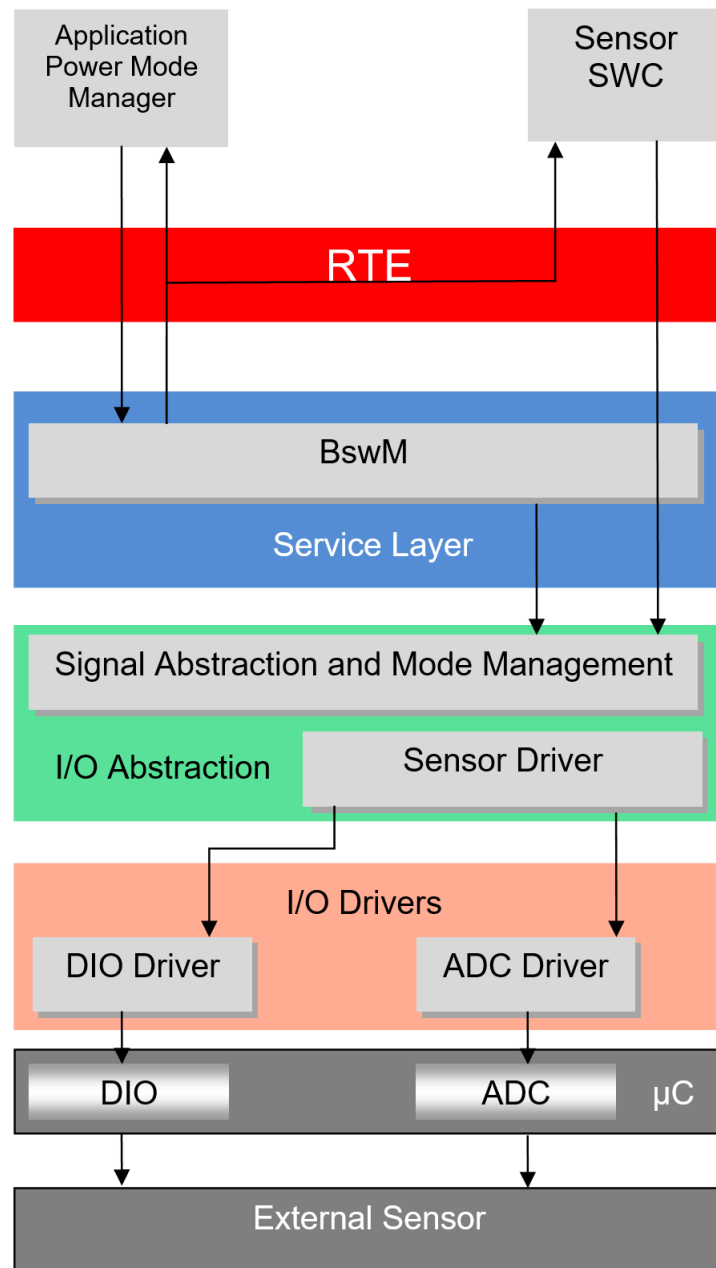 Application
Power Mode
Manager
Sensor
SWC
RTE
BswM
Service Layer
Signal Abstraction and Mode Management
I/O Abstraction
Sensor Driver
I/O Drivers
DIO Driver
ADC Driver
DIO
ADC
µC
External Sensor